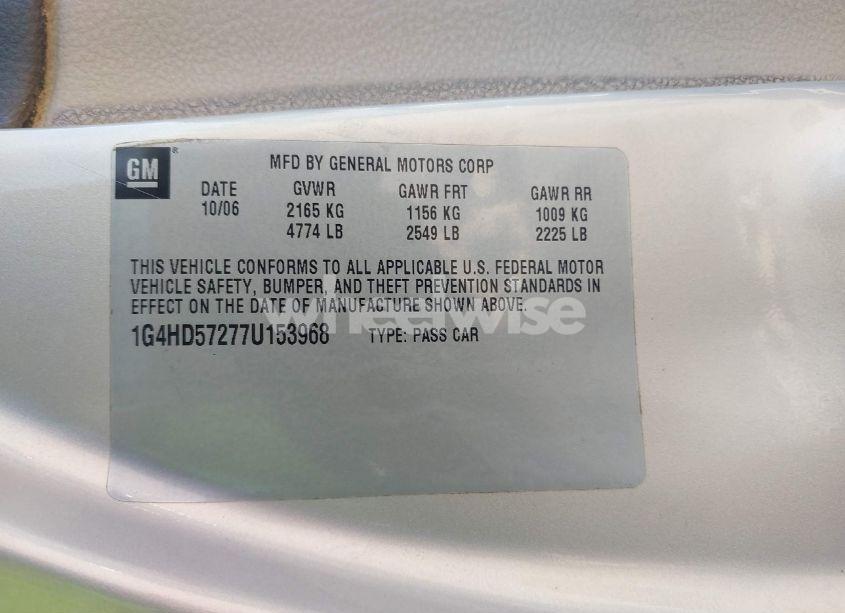 GM ®
MFD BY GENERAL MOTORS CORP
DATE GVWR GAWR FRT GAWR RR
10/06 2165 KG 1156 KG 1009 KG
4774 LB 2549 LB 2225 LB
THIS VEHICLE CONFORMS TO ALL APPLICABLE U.S. FEDERAL MOTOR
VEHICLE SAFETY, BUMPER, AND THEFT PREVENTION STANDARDS IN
EFFECT ON THE DATE OF MANUFACTURE SHOWN ABOVE.
wheelwise
1G4HD57277U153968 TYPE: PASS CAR